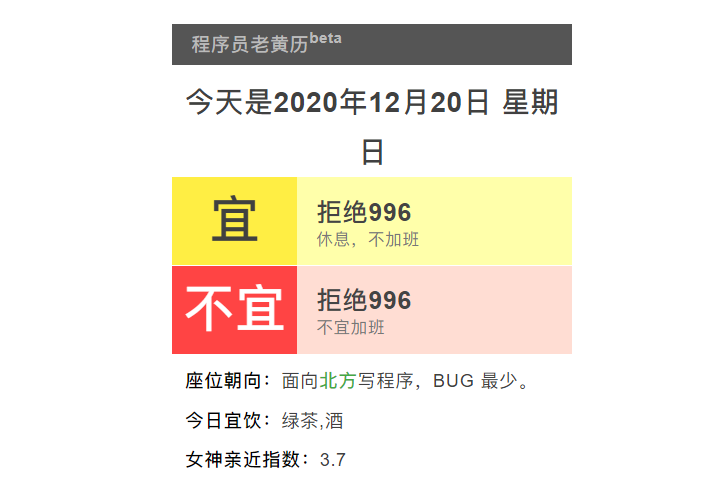 程序员老黄历beta
今天是2020年12月20日 星期
日
宜
拒绝996
休息，不加班
不宜
拒绝996
不宜加班
座位朝向：面向北方写程序，BUG 最少。
今日宜饮：绿茶,酒
女神亲近指数：3.7